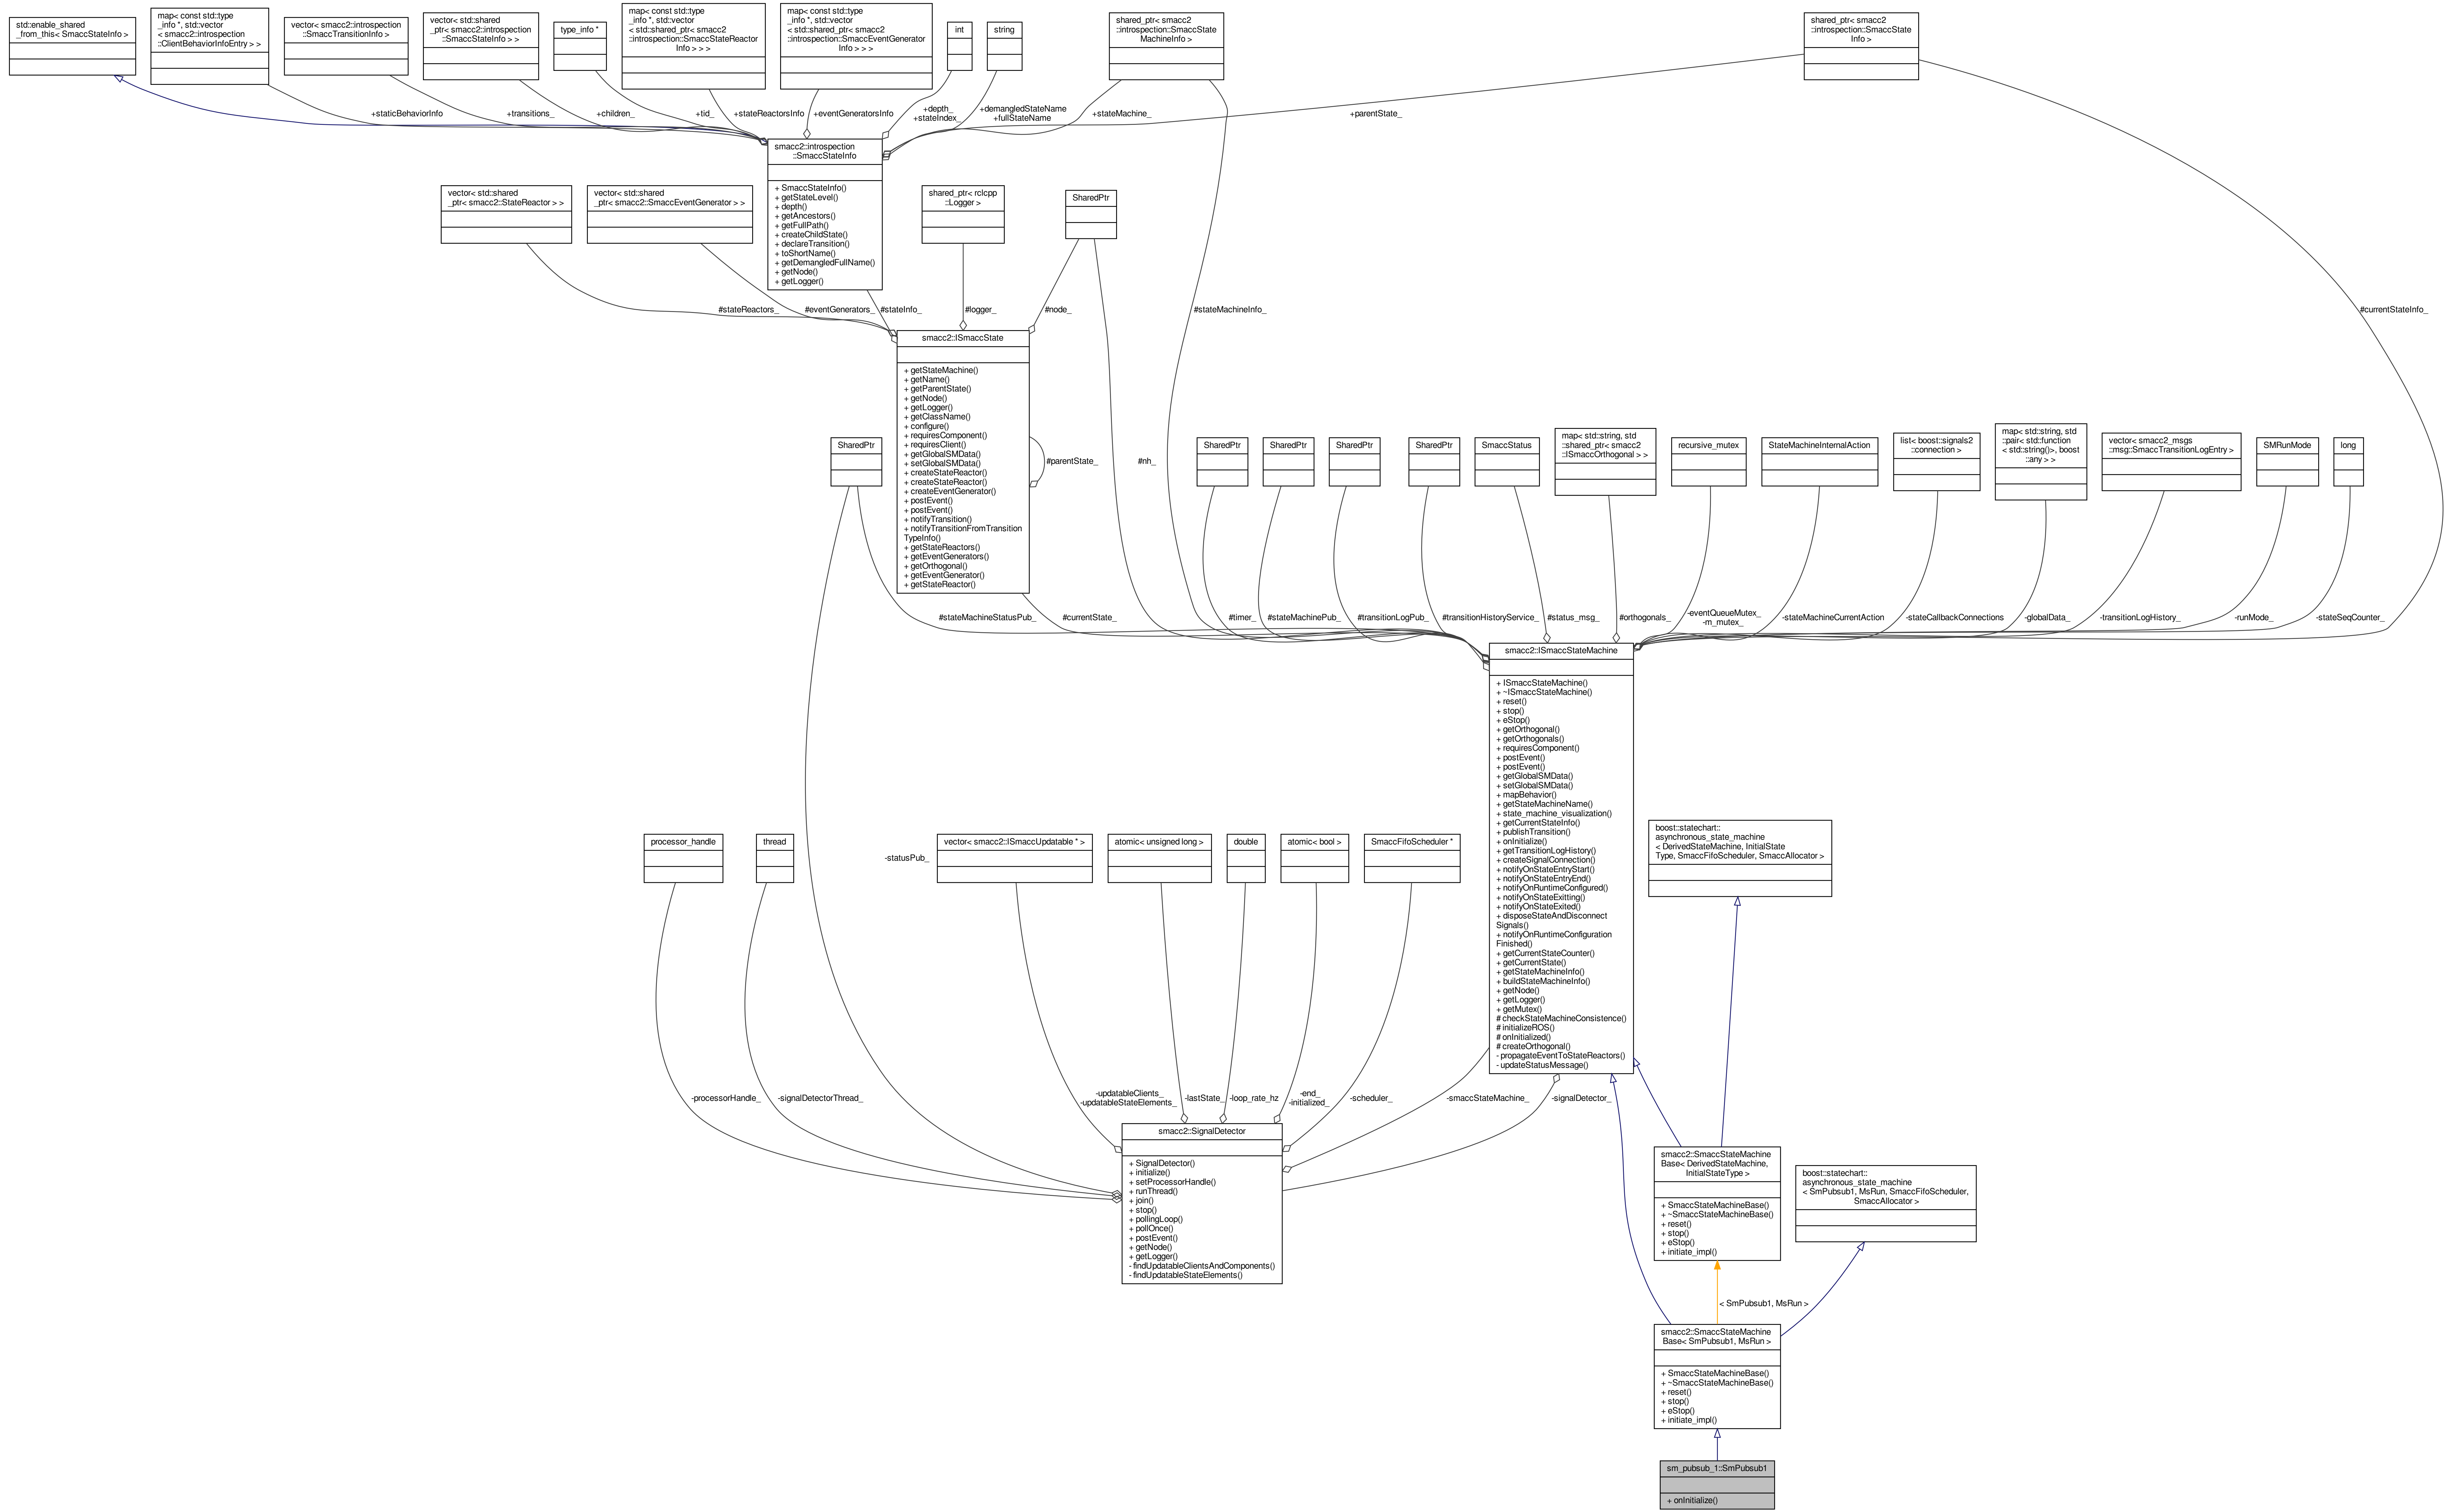 std::enable_shared
_from_this< SmaccStateInfo >
map< const std::type
_info *, std::vector
< smacc2::introspection
::ClientBehaviorInfoEntry > >
vector< smacc2::introspection
::SmaccTransitionInfo >
vector< std::shared
_ptr< smacc2::introspection
::SmaccStateInfo > >
type_info *
map< const std::type
_info *, std::vector
< std::shared_ptr< smacc2
::introspection::SmaccStateReactor
Info > > >
map< const std::type
_info *, std::vector
< std::shared_ptr< smacc2
::introspection::SmaccEventGenerator
Info > > >
int
string
shared_ptr< smacc2
::introspection::SmaccState
MachineInfo >
shared_ptr< smacc2
::introspection::SmaccState
Info >
+staticBehaviorInfo
+transitions_
+children_
+tid_
+stateReactorsInfo
+eventGeneratorsInfo
+depth_
+stateIndex_
+demangledStateName
+fullStateName
+stateMachine_
+parentState_
smacc2::introspection
::SmaccStateInfo
+ SmaccStateInfo()
+ getStateLevel()
+ depth()
+ getAncestors()
+ getFullPath()
+ createChildState()
+ declareTransition()
+ toShortName()
+ getDemangledFullName()
+ getNode()
+ getLogger()
vector< std::shared
_ptr< smacc2::StateReactor > >
vector< std::shared
_ptr< smacc2::SmaccEventGenerator > >
shared_ptr< rclcpp
::Logger >
SharedPtr
#stateReactors_
#eventGenerators_
#stateInfo_
#logger_
#node_
#stateMachineInfo_
#currentStateInfo_
smacc2::ISmaccState
+ getStateMachine()
+ getName()
+ getParentState()
+ getNode()
+ getLogger()
+ getClassName()
+ configure()
+ requiresComponent()
+ requiresClient()
+ getGlobalSMData()
+ setGlobalSMData()
+ createStateReactor()
+ createStateReactor()
+ createEventGenerator()
+ postEvent()
+ postEvent()
+ notifyTransition()
+ notifyTransitionFromTransition
TypeInfo()
+ getStateReactors()
+ getEventGenerators()
+ getOrthogonal()
+ getEventGenerator()
+ getStateReactor()
#parentState_
#nh_
SharedPtr
SharedPtr
SharedPtr
SharedPtr
SharedPtr
SmaccStatus
map< std::string, std
::shared_ptr< smacc2
::ISmaccOrthogonal > >
recursive_mutex
StateMachineInternalAction
list< boost::signals2
::connection >
map< std::string, std
::pair< std::function
< std::string()>, boost
::any > >
vector< smacc2_msgs
::msg::SmaccTransitionLogEntry >
SMRunMode
long
#stateMachineStatusPub_
#currentState_
#timer_
#stateMachinePub_
#transitionLogPub_
#transitionHistoryService_
#status_msg_
#orthogonals_
-eventQueueMutex_
-m_mutex_
-stateMachineCurrentAction
-stateCallbackConnections
-globalData_
-transitionLogHistory_
-runMode_
-stateSeqCounter_
smacc2::ISmaccStateMachine
+ ISmaccStateMachine()
+ ~ISmaccStateMachine()
+ reset()
+ stop()
+ eStop()
+ getOrthogonal()
+ getOrthogonals()
+ requiresComponent()
+ postEvent()
+ postEvent()
+ getGlobalSMData()
+ setGlobalSMData()
+ mapBehavior()
+ getStateMachineName()
+ state_machine_visualization()
+ getCurrentStateInfo()
+ publishTransition()
+ onInitialize()
+ getTransitionLogHistory()
+ createSignalConnection()
+ notifyOnStateEntryStart()
+ notifyOnStateEntryEnd()
+ notifyOnRuntimeConfigured()
+ notifyOnStateExitting()
+ notifyOnStateExited()
+ disposeStateAndDisconnect
Signals()
+ notifyOnRuntimeConfiguration
Finished()
+ getCurrentStateCounter()
+ getCurrentState()
+ getStateMachineInfo()
+ buildStateMachineInfo()
+ getNode()
+ getLogger()
+ getMutex()
# checkStateMachineConsistence()
# initializeROS()
# onInitialized()
# createOrthogonal()
- propagateEventToStateReactors()
- updateStatusMessage()
processor_handle
thread
-statusPub_
vector< smacc2::ISmaccUpdatable * >
atomic< unsigned long >
double
atomic< bool >
SmaccFifoScheduler *
boost::statechart::
asynchronous_state_machine
< DerivedStateMachine, InitialState
Type, SmaccFifoScheduler, SmaccAllocator >
-processorHandle_
-signalDetectorThread_
-updatableClients_
-updatableStateElements_
-lastState_
-loop_rate_hz
-end_
-initialized_
-scheduler_
-smaccStateMachine_
-signalDetector_
smacc2::SignalDetector
+ SignalDetector()
+ initialize()
+ setProcessorHandle()
+ runThread()
+ join()
+ stop()
+ pollingLoop()
+ pollOnce()
+ postEvent()
+ getNode()
+ getLogger()
- findUpdatableClientsAndComponents()
- findUpdatableStateElements()
smacc2::SmaccStateMachine
Base< DerivedStateMachine,
InitialStateType >
+ SmaccStateMachineBase()
+ ~SmaccStateMachineBase()
+ reset()
+ stop()
+ eStop()
+ initiate_impl()
boost::statechart::
asynchronous_state_machine
< SmPubsub1, MsRun, SmaccFifoScheduler,
SmaccAllocator >
< SmPubsub1, MsRun >
smacc2::SmaccStateMachine
Base< SmPubsub1, MsRun >
+ SmaccStateMachineBase()
+ ~SmaccStateMachineBase()
+ reset()
+ stop()
+ eStop()
+ initiate_impl()
sm_pubsub_1::SmPubsub1
+ onInitialize()